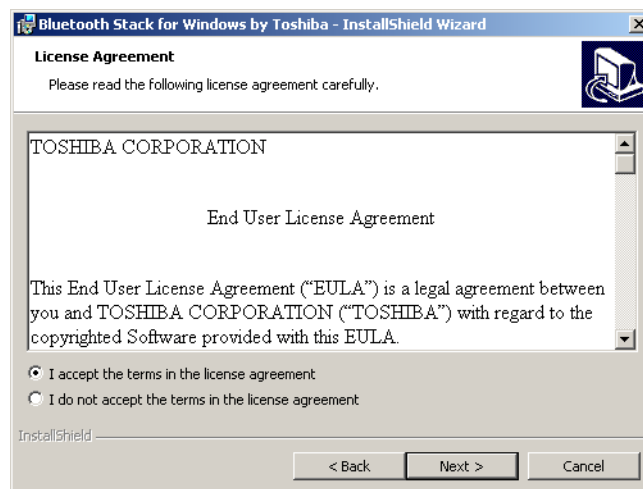 Bluetooth Stack for Windows by Toshiba - InstallShield Wizard
License Agreement
Please read the following license agreement carefully.
TOSHIBA CORPORATION
End User License Agreement
This End User License Agreement (“EULA”) is a legal agreement between
you and TOSHIBA CORPORATION (“TOSHIBA”) with regard to the
copyrighted Software provided with this EULA.
I accept the terms in the license agreement
I do not accept the terms in the license agreement
InstallShield
< Back Next > Cancel